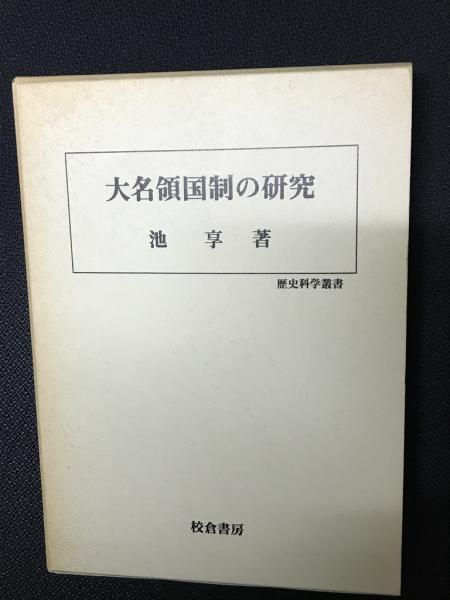 大名領国制の研究
池享著
歴史科学叢書
校倉書房